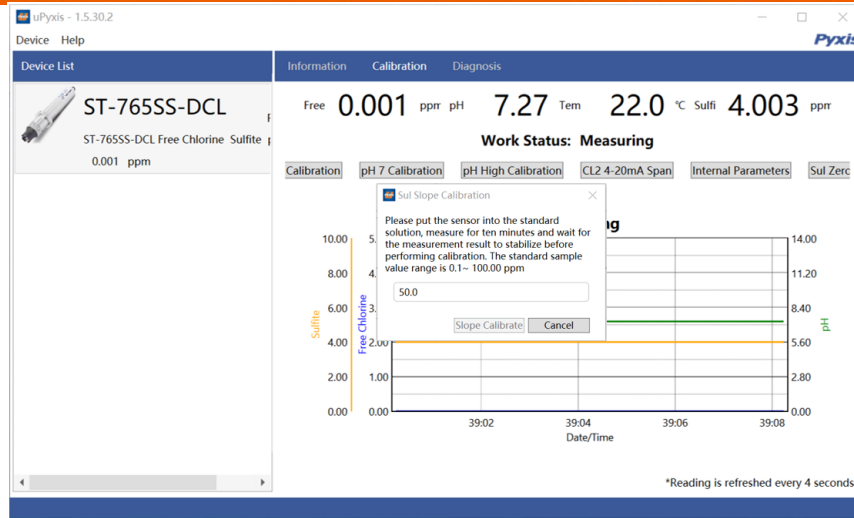 uPyxis - 1.5.30.2
Device Help
Pyxis
Device List
Information Calibration Diagnosis
ST-765SS-DCL
ST-765SS-DCL Free Chlorine Sulfite
0.001 ppm
Free 0.001 ppm pH 7.27 Tem 22.0 °C Sulfi 4.003 ppm
Work Status: Measuring
Calibration pH 7 Calibration pH High Calibration CL2 4-20mA Span Internal Parameters Sul Zero
Sul Slope Calibration
Please put the sensor into the standard
solution, measure for ten minutes and wait for
the measurement result to stabilize before
performing calibration. The standard sample
value range is 0.1~ 100.00 ppm
50.0
Slope Calibrate Cancel
ng
10.00 5. 14.00
8.00 4. 11.20
6.00 3. 8.40
4.00 2.00 5.60
2.00 1.00 2.80
0.00 0.00 0.00
Sulfite
Free Chlorine
pH
39:02 39:04 39:06 39:08
Date/Time
*Reading is refreshed every 4 seconds